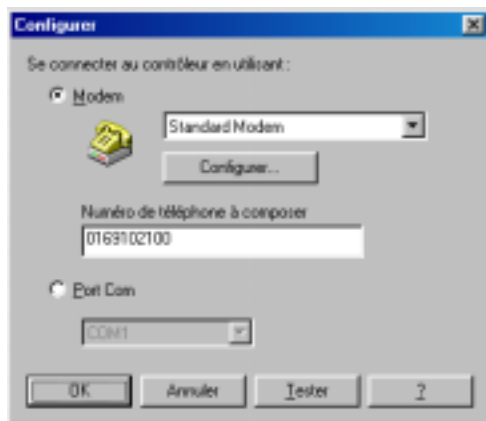 Configurer
Se connecter au contrôleur en utilisant :
Modem
Standard Modem
Configurer...
Numéro de téléphone à composer
0169102100
Port Com
COM1
OK Annuler Tester ?